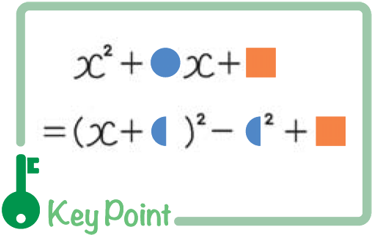 x² + 🔵x + 🟧
= (x + ◖ )² − ◖² + 🟧
Key Point